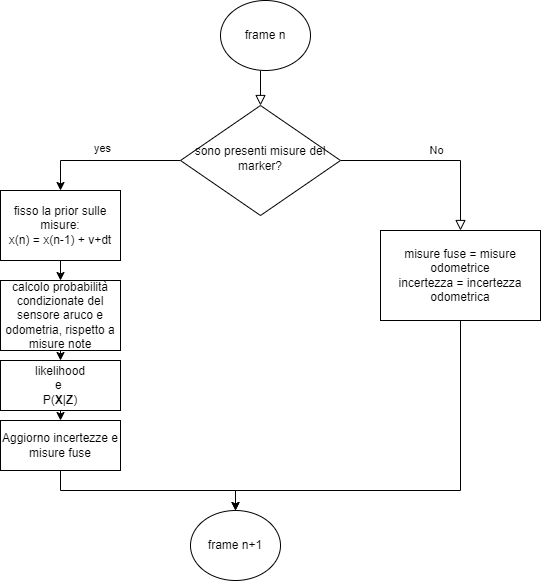 frame n
sono presenti misure del
marker?
yes
No
fisso la prior sulle
misure:
x(n) = x(n-1) + v+dt
misure fuse = misure
odometrice
incertezza = incertezza
odometrica
calcolo probabilità
condizionate del
sensore aruco e
odometria, rispetto a
misure note
likelihood
e
P(X|Z)
Aggiorno incertezze e
misure fuse
frame n+1